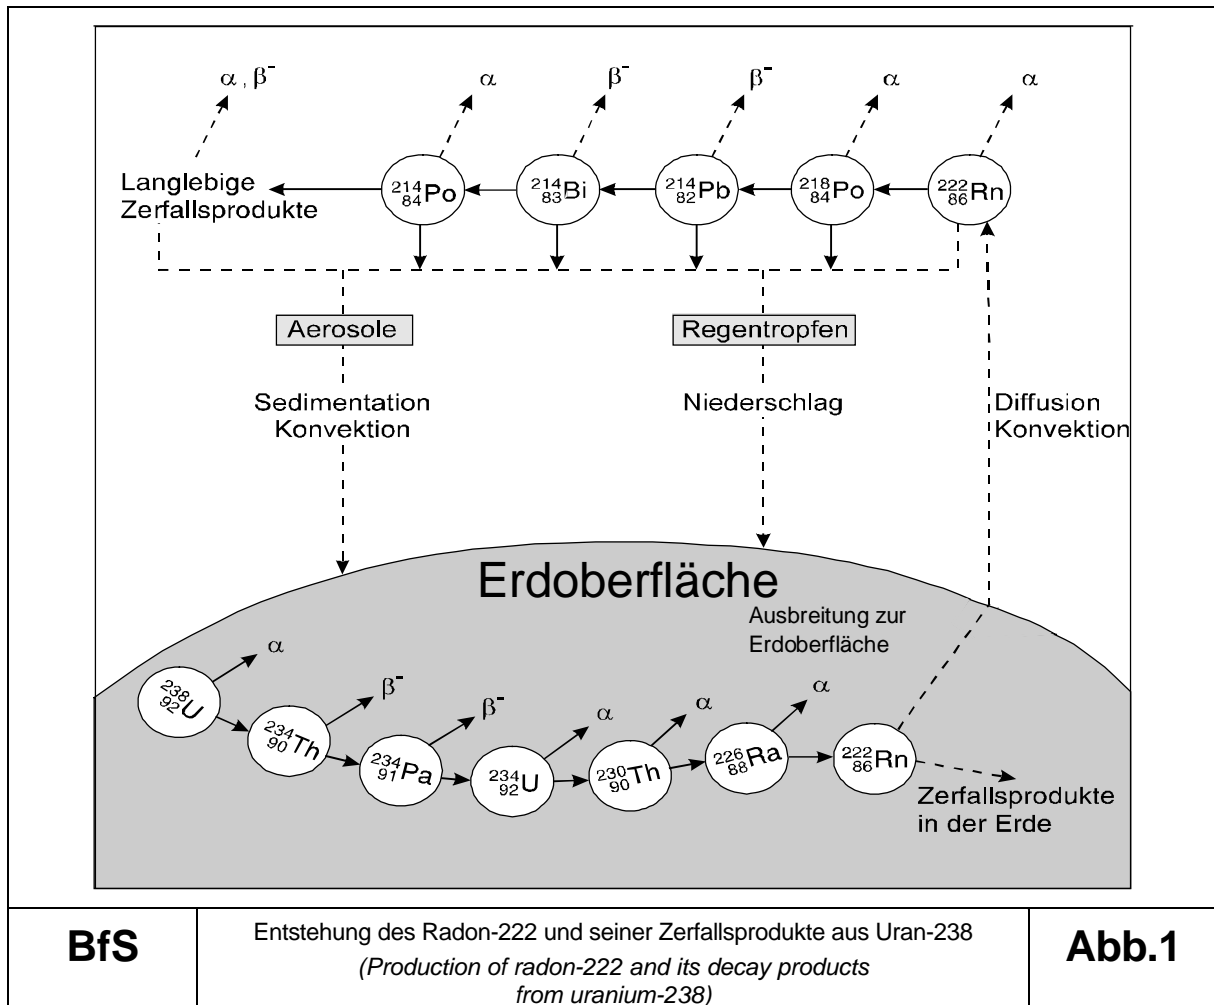 α , β⁻
α
β⁻
β⁻
α
α
Langlebige
Zerfallsprodukte
²¹⁴₈₄Po
²¹⁴₈₃Bi
²¹⁴₈₂Pb
²¹⁸₈₄Po
²²²₈₆Rn
Aerosole
Regentropfen
Sedimentation
Konvektion
Niederschlag
Diffusion
Konvektion
Erdoberfläche
Ausbreitung zur
Erdoberfläche
α
β⁻
β⁻
α
α
α
²³⁸₉₂U
²³⁴₉₀Th
²³⁴₉₁Pa
²³⁴₉₂U
²³⁰₉₀Th
²²⁶₈₈Ra
²²²₈₆Rn
Zerfallsprodukte
in der Erde
BfS
Entstehung des Radon-222 und seiner Zerfallsprodukte aus Uran-238
(Production of radon-222 and its decay products
from uranium-238)
Abb.1